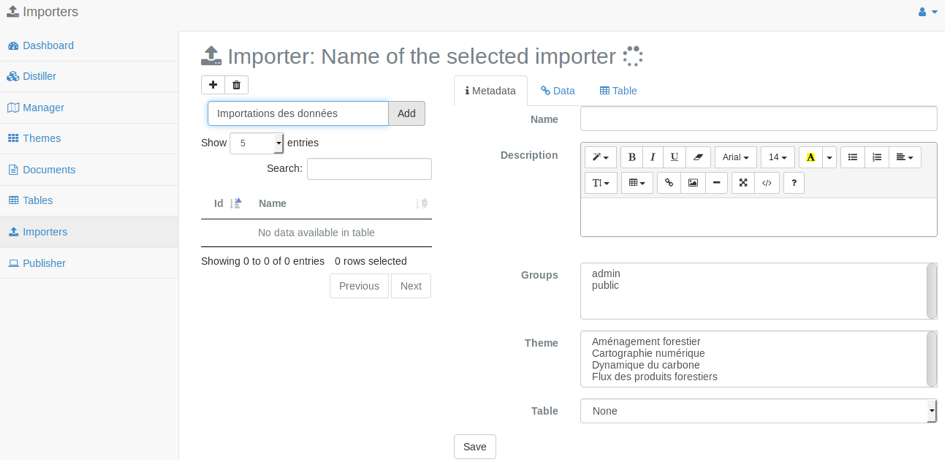 Importers
Dashboard
Distiller
Manager
Themes
Documents
Tables
Importers
Publisher
Importer: Name of the selected importer
Importations des données Add
Show 5 entries
Search:
Id Name
No data available in table
Showing 0 to 0 of 0 entries 0 rows selected
Previous Next
Metadata Data Table
Name
Description
B I U Arial 14 A
T </> ?
Groups
admin
public
Theme
Aménagement forestier
Cartographie numérique
Dynamique du carbone
Flux des produits forestiers
Table
None
Save